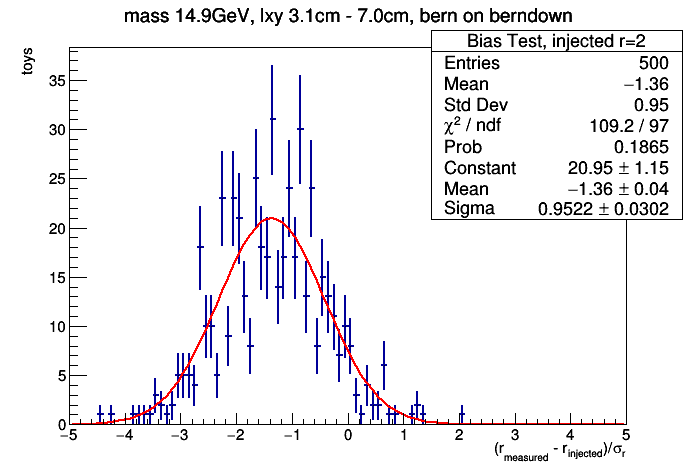 mass 14.9GeV, lxy 3.1cm - 7.0cm, bern on berndown
Bias Test, injected r=2
Entries 500
Mean −1.36
Std Dev 0.95
χ² / ndf 109.2 / 97
Prob 0.1865
Constant 20.95 ± 1.15
Mean −1.36 ± 0.04
Sigma 0.9522 ± 0.0302
toys
35
30
25
20
15
10
5
0
−5 −4 −3 −2 −1 0 1 2 3 4 5
(r_measured - r_injected)/σ_r